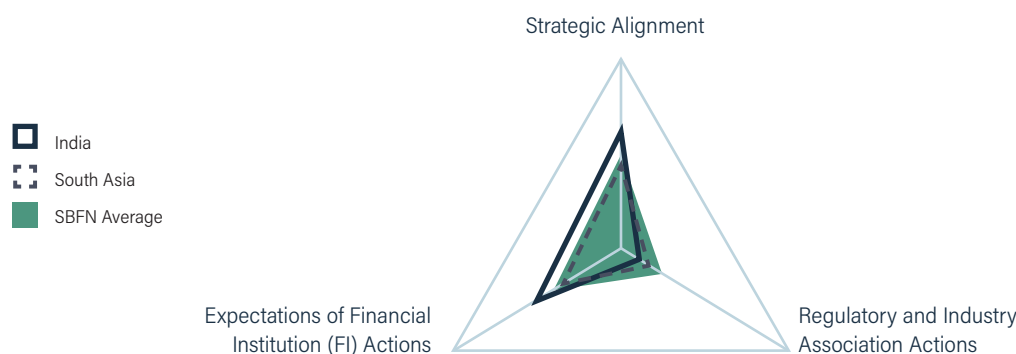 Strategic Alignment
India
South Asia
SBFN Average
Expectations of Financial
Institution (FI) Actions
Regulatory and Industry
Association Actions